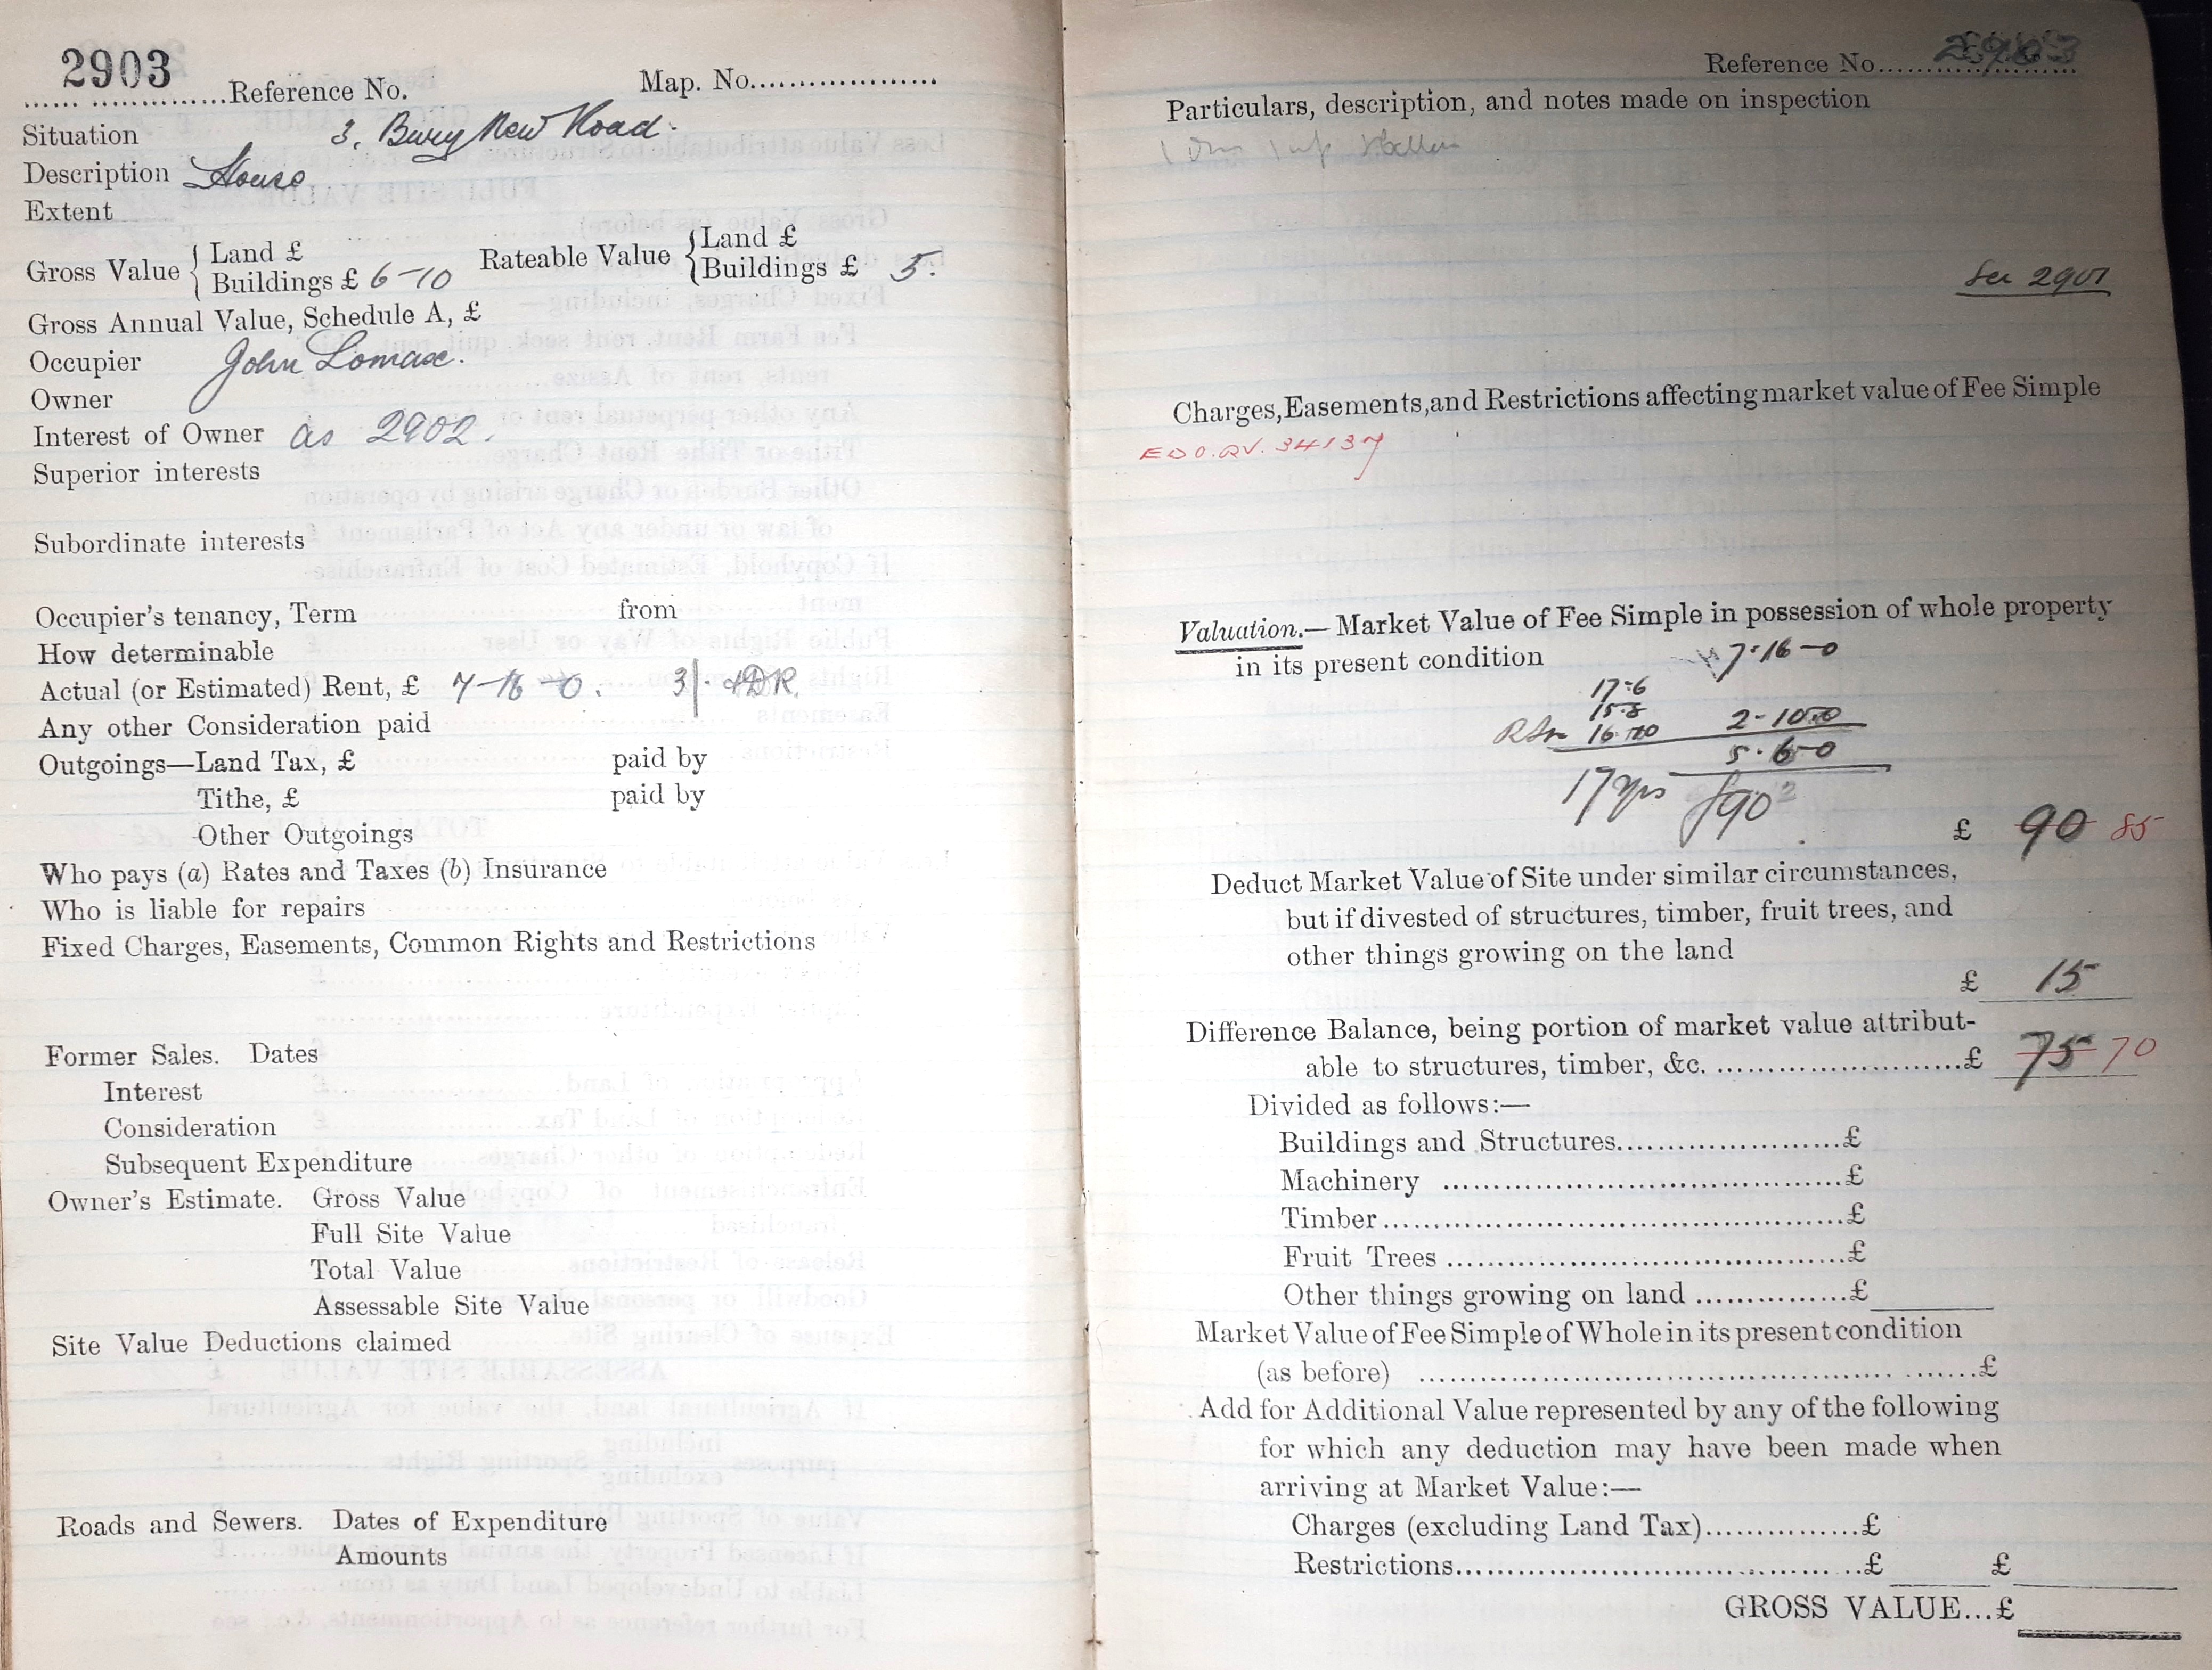 2903
Reference No. Map. No.
Situation 3, Bury New Road.
Description House
Extent
Gross Value { Land £
Buildings £ 6-10
Rateable Value { Land £
Buildings £ 5.
Gross Annual Value, Schedule A, £
Occupier John Lomax.
Owner
Interest of Owner as 2902.
Superior interests
Subordinate interests
Occupier's tenancy, Term from
How determinable
Actual (or Estimated) Rent, £ 7-16-0. 3/-
Any other Consideration paid
Outgoings—Land Tax, £ paid by
Tithe, £ paid by
Other Outgoings
Who pays (a) Rates and Taxes (b) Insurance
Who is liable for repairs
Fixed Charges, Easements, Common Rights and Restrictions
Former Sales. Dates
Interest
Consideration
Subsequent Expenditure
Owner's Estimate. Gross Value
Full Site Value
Total Value
Assessable Site Value
Site Value Deductions claimed
Roads and Sewers. Dates of Expenditure
Amounts
Reference No. 2903
Particulars, description, and notes made on inspection
See 2901
Charges, Easements, and Restrictions affecting market value of Fee Simple
34137
Valuation.— Market Value of Fee Simple in possession of whole property
in its present condition 7-16-0
17-6
15-8
2-10-0
5-6-0
17 yrs £90
£ 90 85
Deduct Market Value of Site under similar circumstances,
but if divested of structures, timber, fruit trees, and
other things growing on the land
£ 15
Difference Balance, being portion of market value attribut-
able to structures, timber, &c. £ 75 70
Divided as follows:—
Buildings and Structures £
Machinery £
Timber £
Fruit Trees £
Other things growing on land £
Market Value of Fee Simple of Whole in its present condition
(as before) £
Add for Additional Value represented by any of the following
for which any deduction may have been made when
arriving at Market Value:—
Charges (excluding Land Tax) £
Restrictions £ £
GROSS VALUE...£